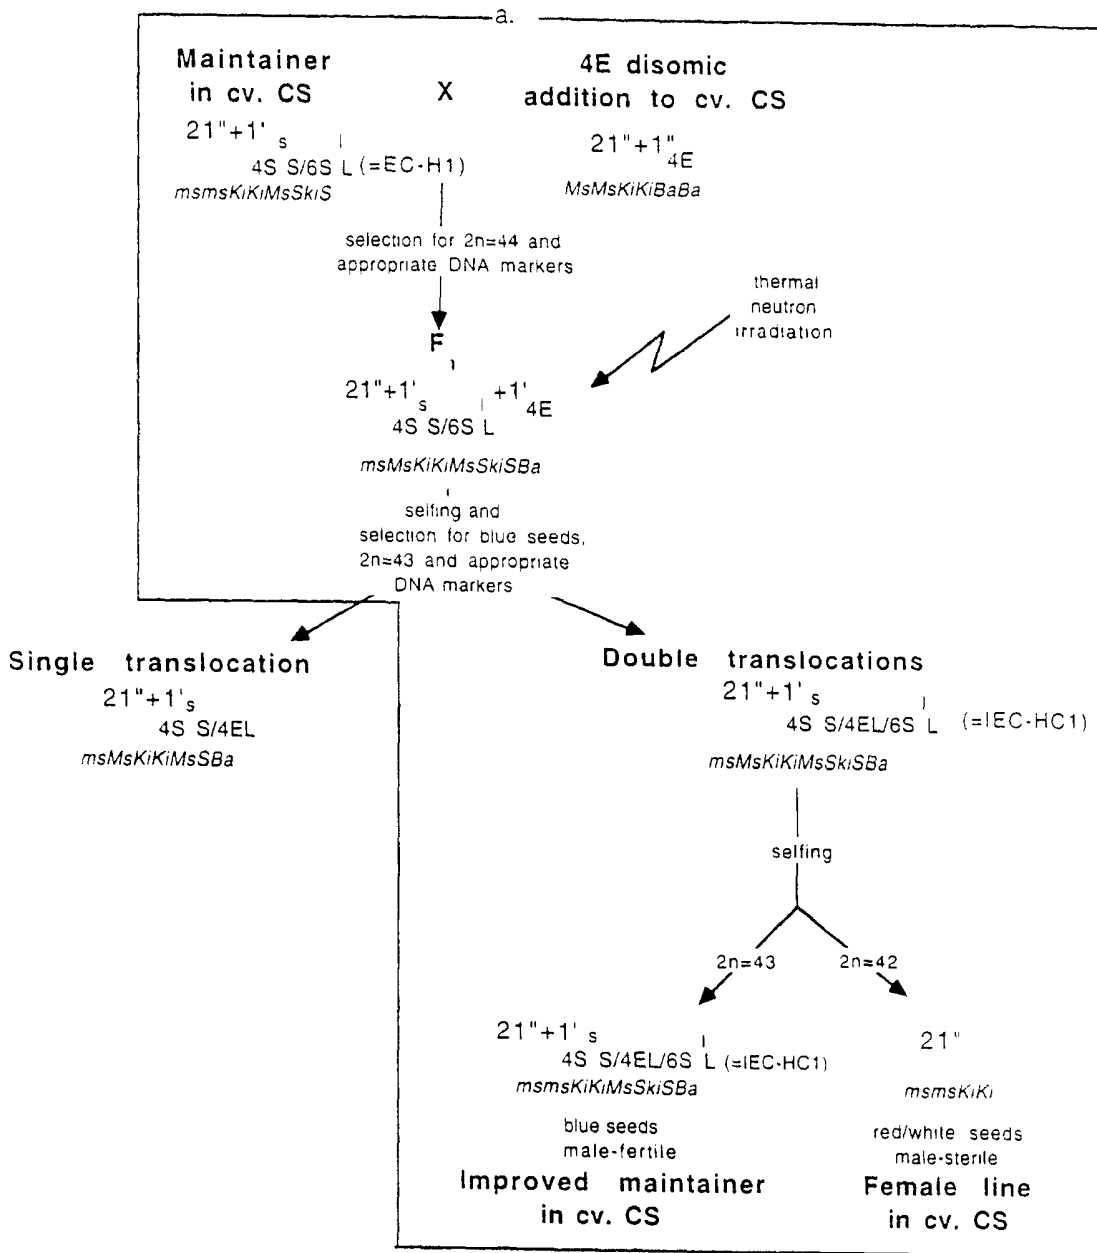 a.
Maintainer
in cv. CS
X
4E disomic
addition to cv. CS
21"+1' s l
4S S/6S L (=EC-H1)
msmsKiKiMsSkiS
21"+1"4E
MsMsKiKiBaBa
selection for 2n=44 and
appropriate DNA markers
thermal
neutron
irradiation
F1
21"+1' s l +1'4E
4S S/6S L
msMsKiKiMsSkiSBa
selfing and
selection for blue seeds,
2n=43 and appropriate
DNA markers
Single translocation
21"+1's
4S S/4EL
msMsKiKiMsSBa
Double translocations
21"+1' s l
4S S/4EL/6S L (=IEC-HC1)
msMsKiKiMsSkiSBa
selfing
2n=43
2n=42
21"+1' s l
4S S/4EL/6S L (=IEC-HC1)
msmsKiKiMsSkiSBa
blue seeds
male-fertile
Improved maintainer
in cv. CS
21"
msmsKiKi
red/white seeds
male-sterile
Female line
in cv. CS